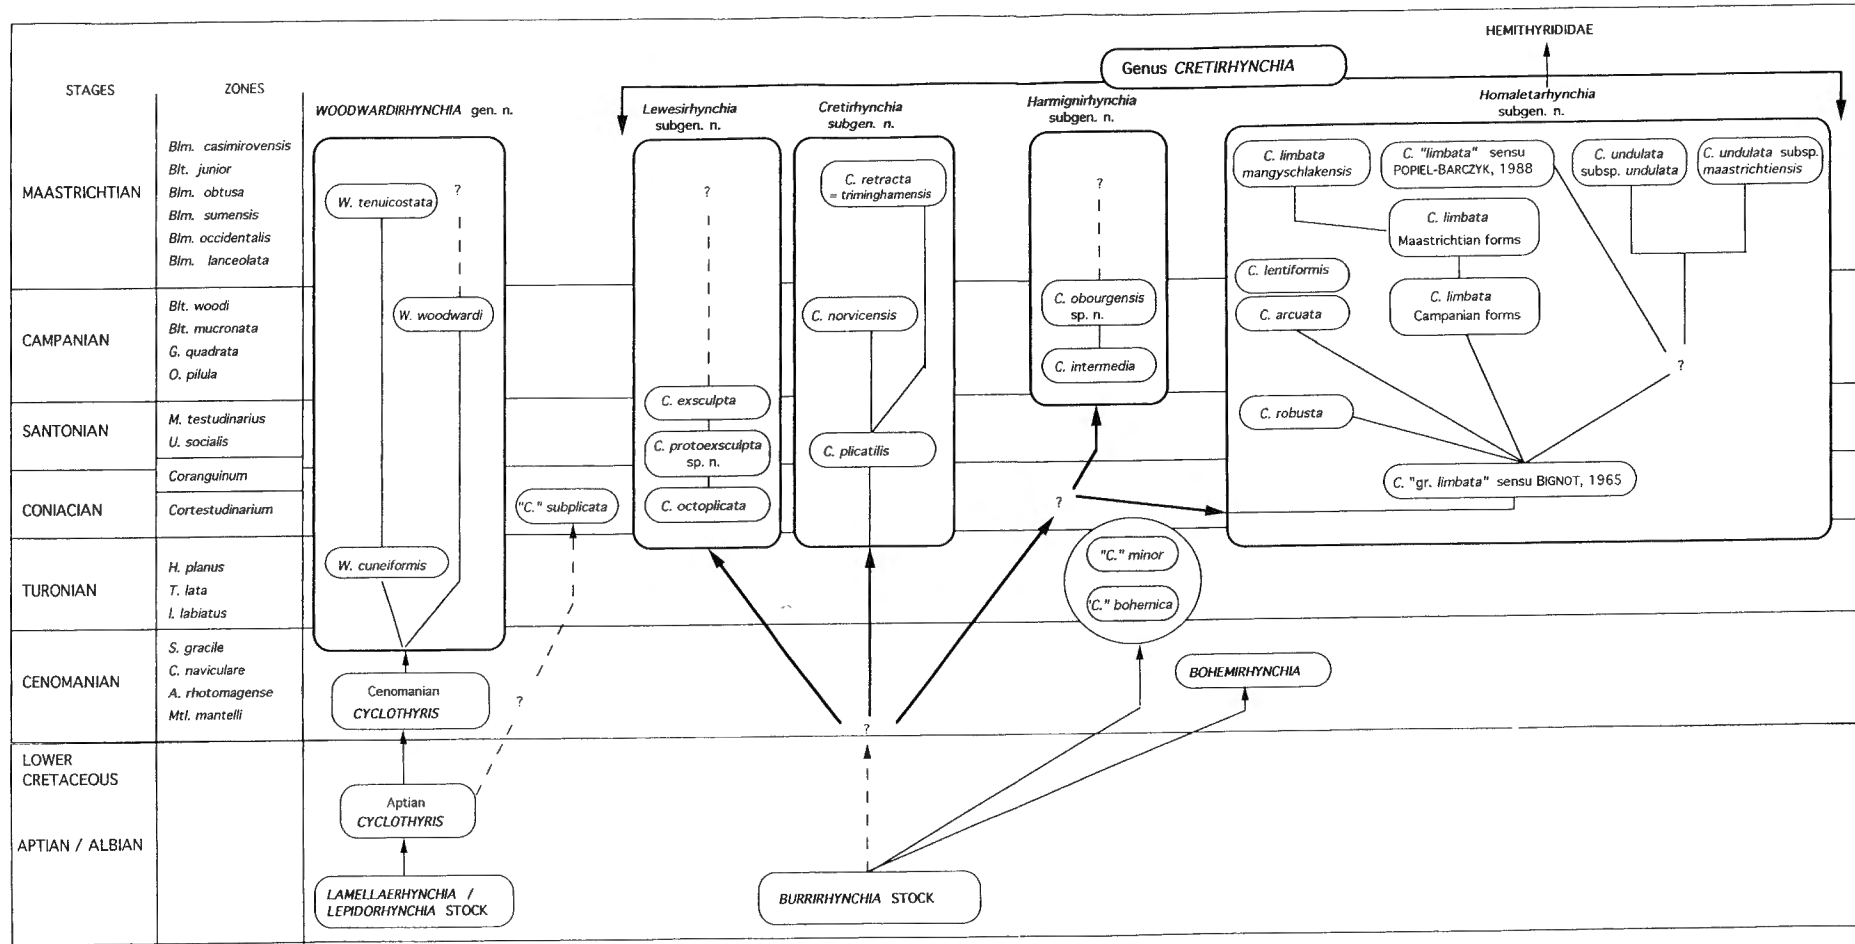 HEMITHYRIDIDAE
Genus CRETIRHYNCHIA
STAGES
ZONES
WOODWARDIRHYNCHIA gen. n.
Lewesirhynchia
subgen. n.
Cretirhynchia
subgen. n.
Harmignirhynchia
subgen. n.
Homaletarhynchia
subgen. n.
MAASTRICHTIAN
Blm. casimirovensis
Blt. junior
Blm. obtusa
Blm. sumensis
Blm. occidentalis
Blm. lanceolata
W. tenuicostata
?
?
C. retracta
= triminghamensis
?
C. limbata
mangyschlakensis
C. "limbata" sensu
POPIEL-BARCZYK, 1988
C. undulata
subsp. undulata
C. undulata subsp.
maastrichtiensis
C. limbata
Maastrichtian forms
C. lentiformis
CAMPANIAN
Blt. woodi
Blt. mucronata
G. quadrata
O. pilula
W. woodwardi
C. norvicensis
C. obourgensis
sp. n.
C. intermedia
C. arcuata
C. limbata
Campanian forms
?
SANTONIAN
M. testudinarius
U. socialis
C. exsculpta
C. protoexsculpta
sp. n.
C. plicatilis
C. robusta
CONIACIAN
Coranguinum
Cortestudinarium
"C." subplicata
C. octoplicata
?
C. "gr. limbata" sensu BIGNOT, 1965
TURONIAN
H. planus
T. lata
I. labiatus
W. cuneiformis
"C." minor
"C." bohemica
CENOMANIAN
S. gracile
C. naviculare
A. rhotomagense
Mtl. mantelli
Cenomanian
CYCLOTHYRIS
?
?
BOHEMIRHYNCHIA
LOWER
CRETACEOUS
APTIAN / ALBIAN
Aptian
CYCLOTHYRIS
LAMELLAERHYNCHIA /
LEPIDORHYNCHIA STOCK
BURRIRHYNCHIA STOCK